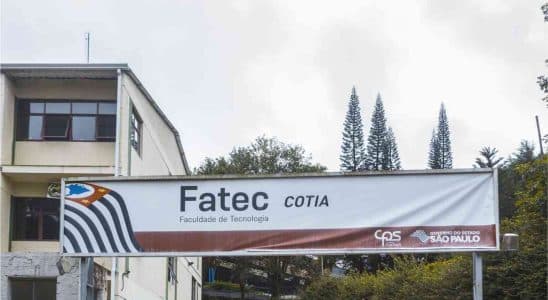 Fatec COTIA
Faculdade de Tecnologia
CPS
GOVERNO DO ESTADO
SÃO PAULO